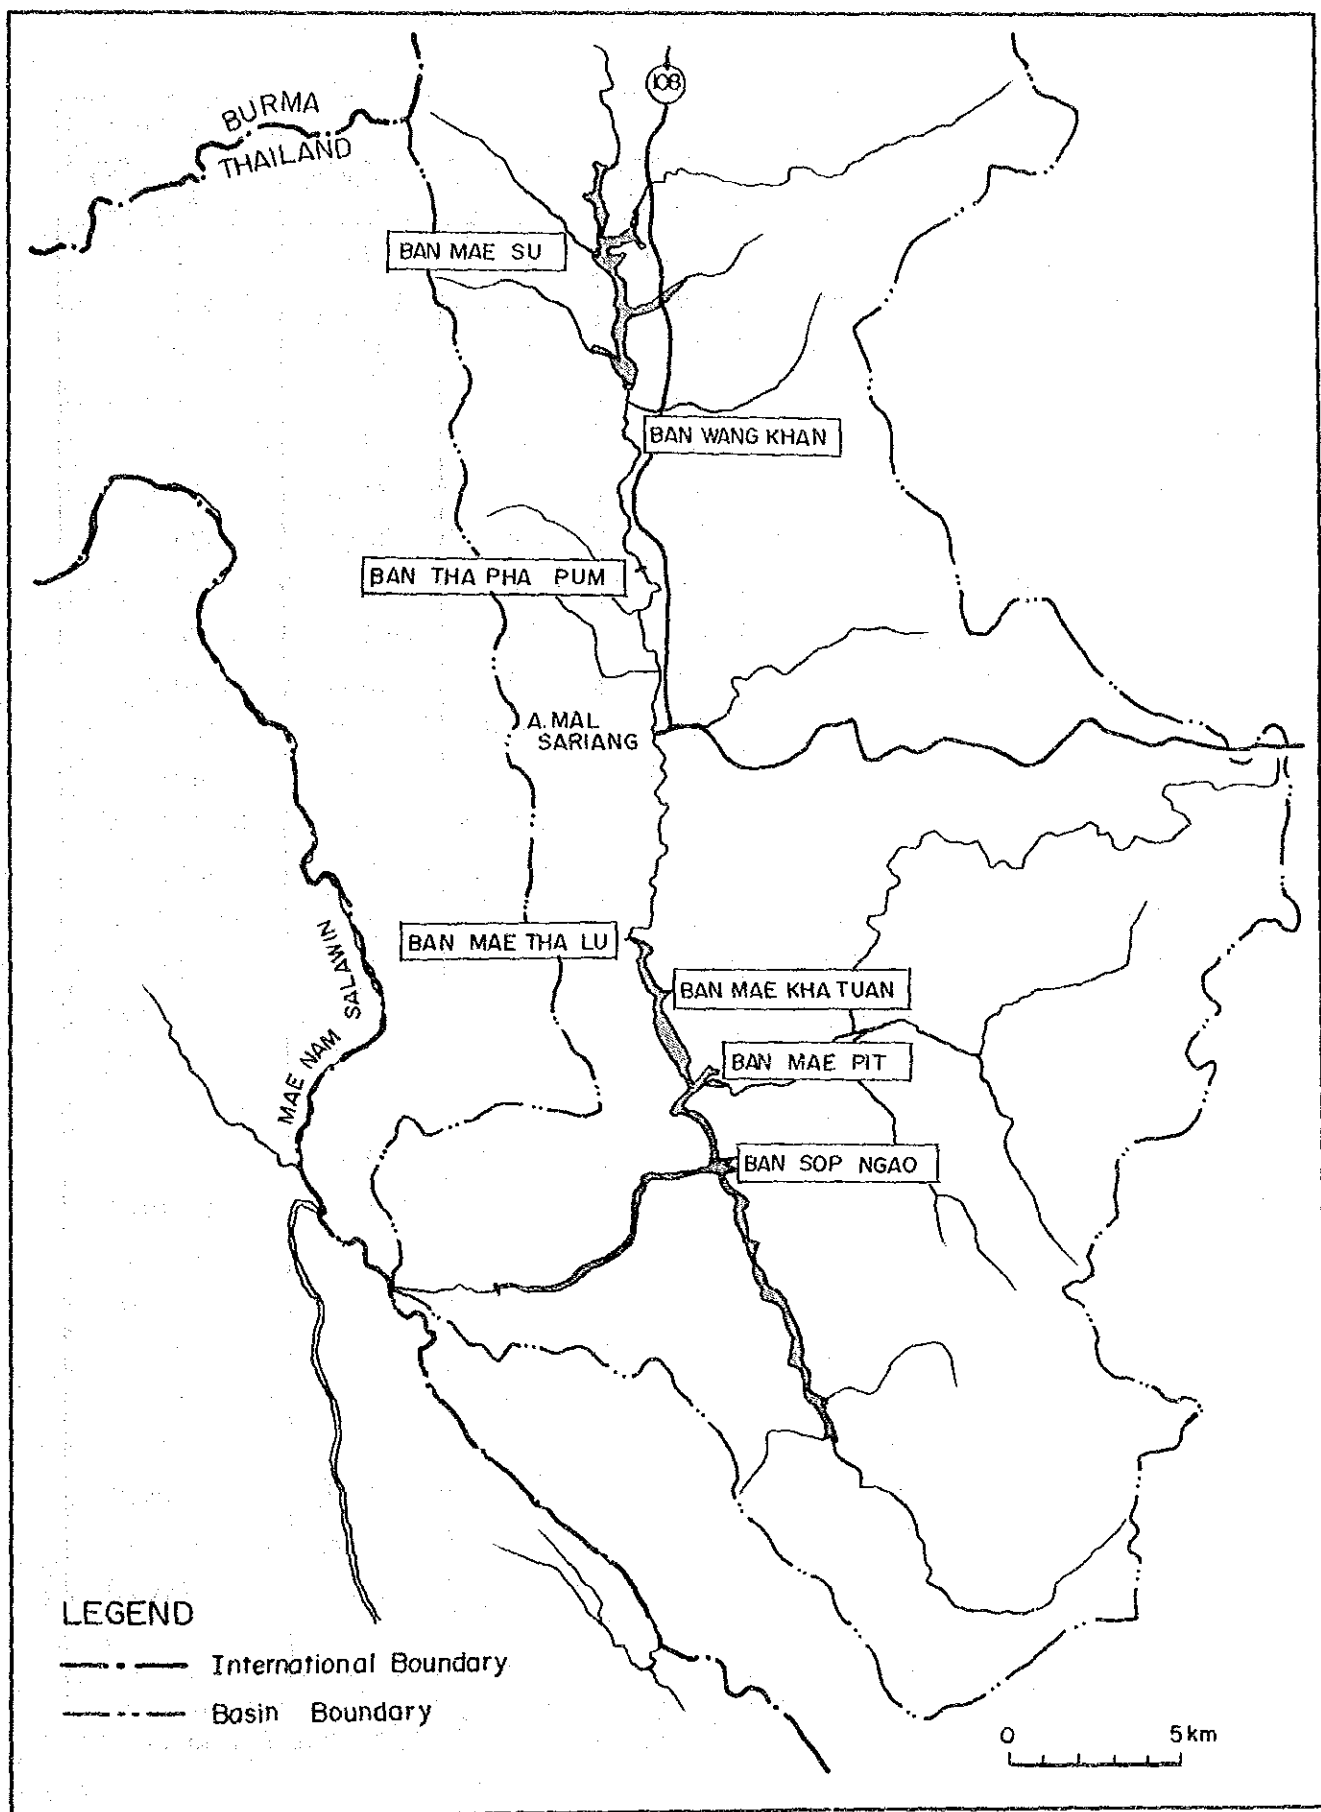 108
BURMA
THAILAND
BAN MAE SU
BAN WANG KHAN
BAN THA PHA PUM
A. MAL
SARIANG
BAN MAE THA LU
MAE NAM SALAWIN
BAN MAE KHA TUAN
BAN MAE PIT
BAN SOP NGAO
LEGEND
International Boundary
Basin Boundary
0 5 km